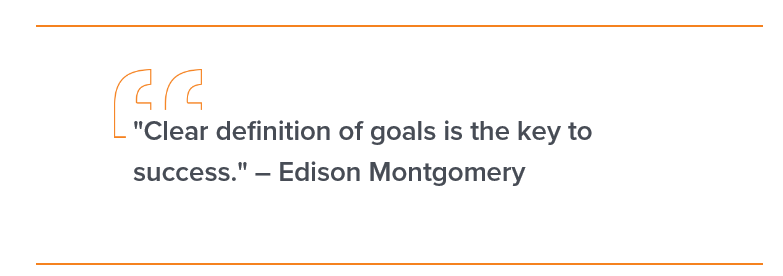 "Clear definition of goals is the key to
success." – Edison Montgomery